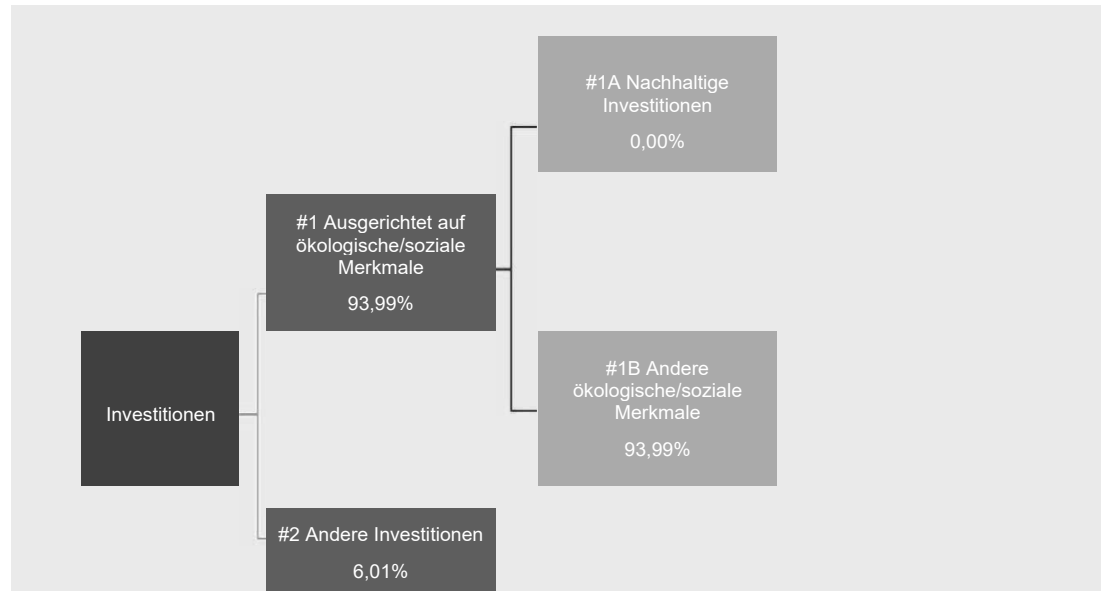 #1A Nachhaltige
Investitionen
0,00%
#1 Ausgerichtet auf
ökologische/soziale
Merkmale
93,99%
#1B Andere
ökologische/soziale
Merkmale
93,99%
Investitionen
#2 Andere Investitionen
6,01%